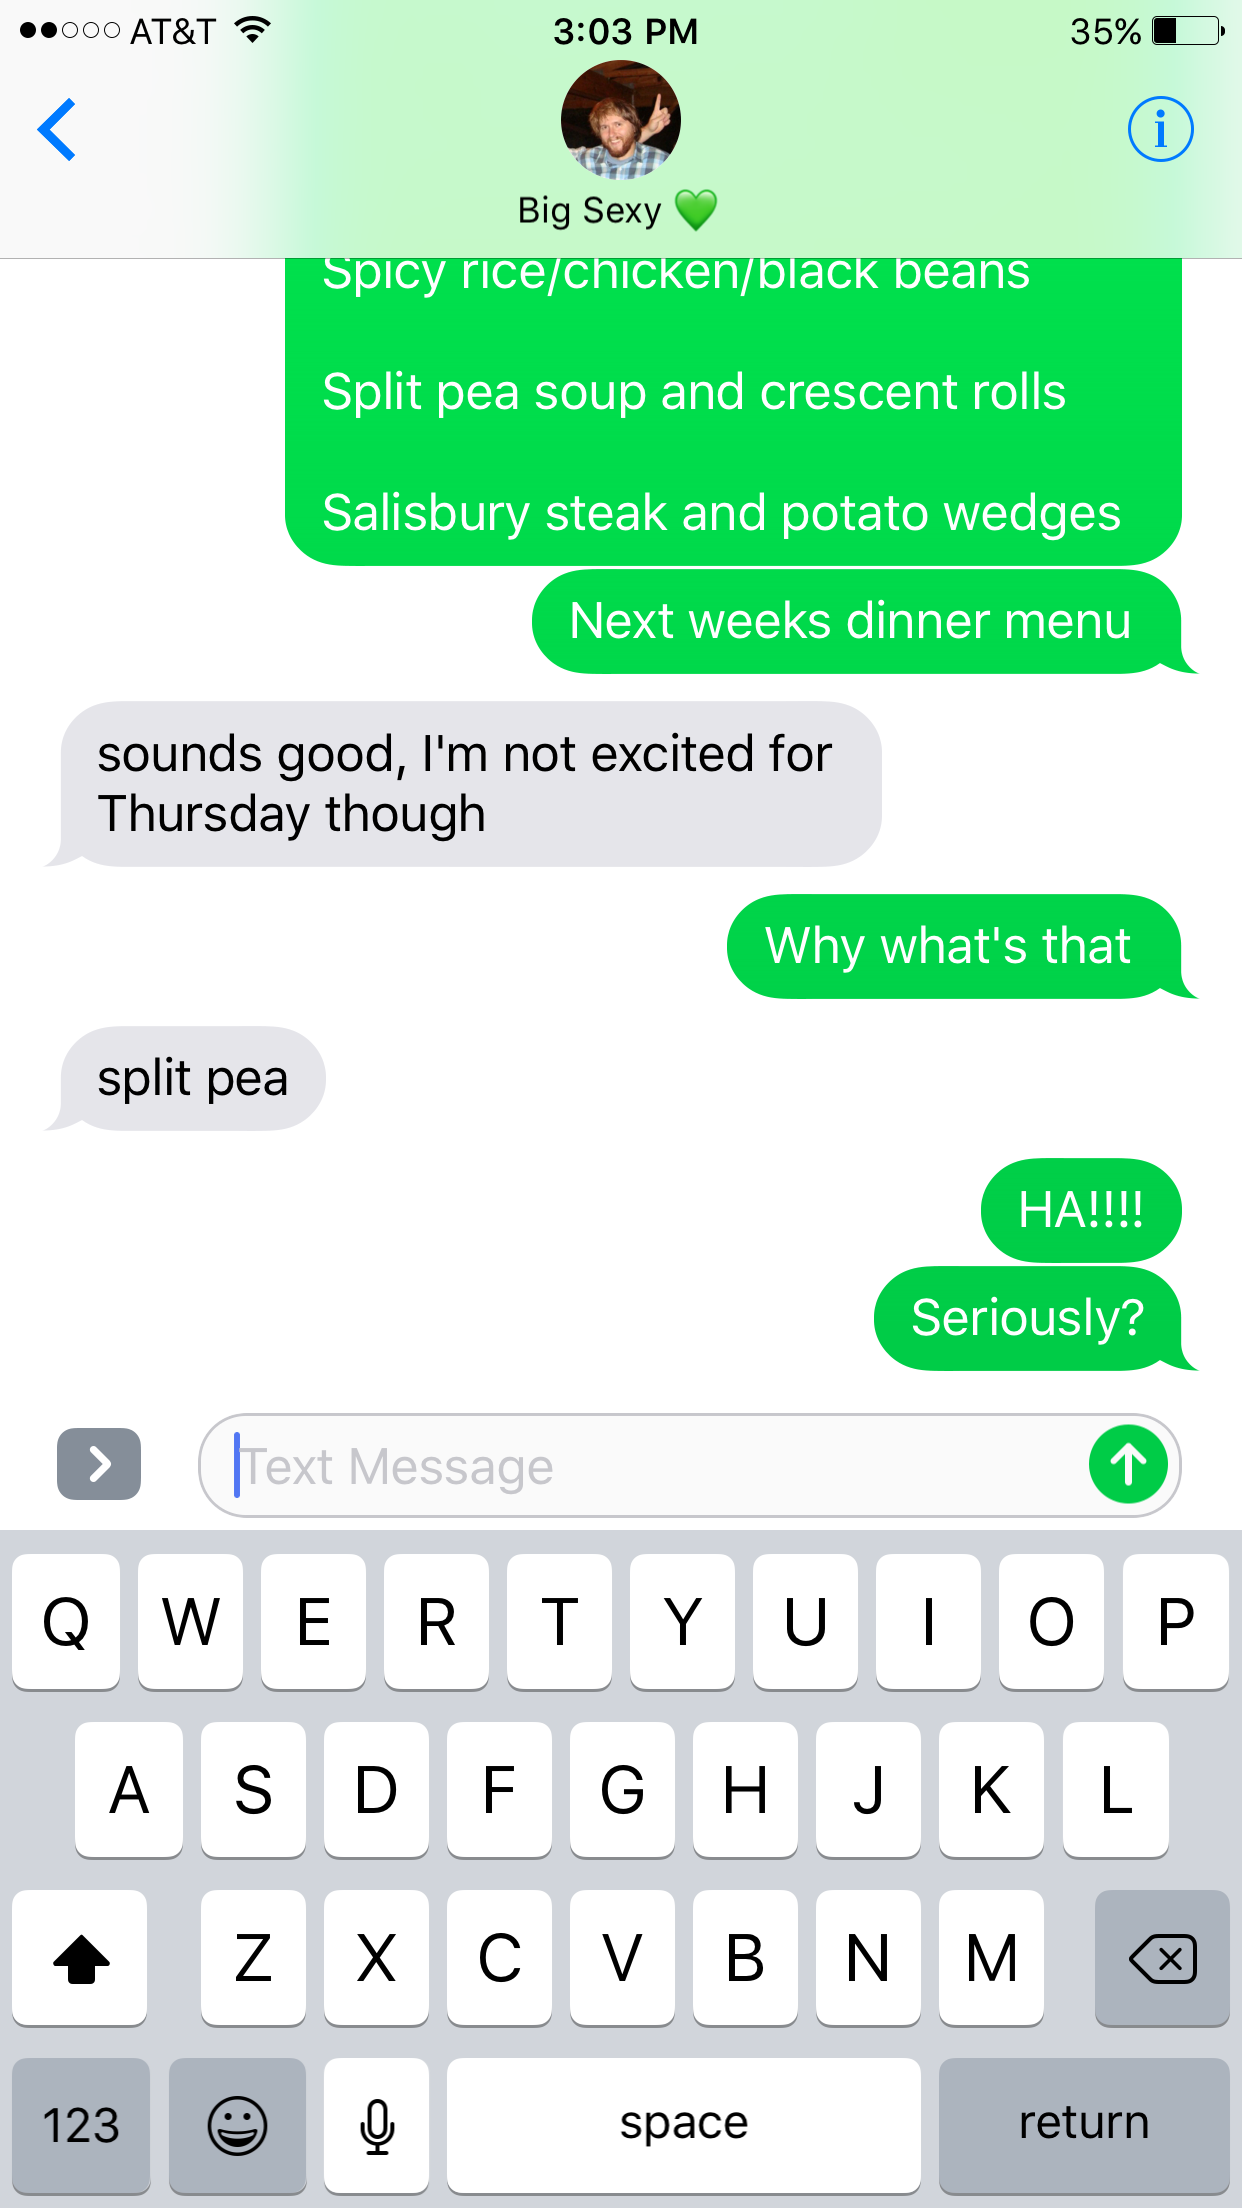 AT&T 3:03 PM 35%
Big Sexy 💚
Spicy rice/chicken/black beans
Split pea soup and crescent rolls
Salisbury steak and potato wedges
Next weeks dinner menu
sounds good, I'm not excited for
Thursday though
Why what's that
split pea
HA!!!!
Seriously?
Text Message
Q W E R T Y U I O P
A S D F G H J K L
Z X C V B N M
123 space return